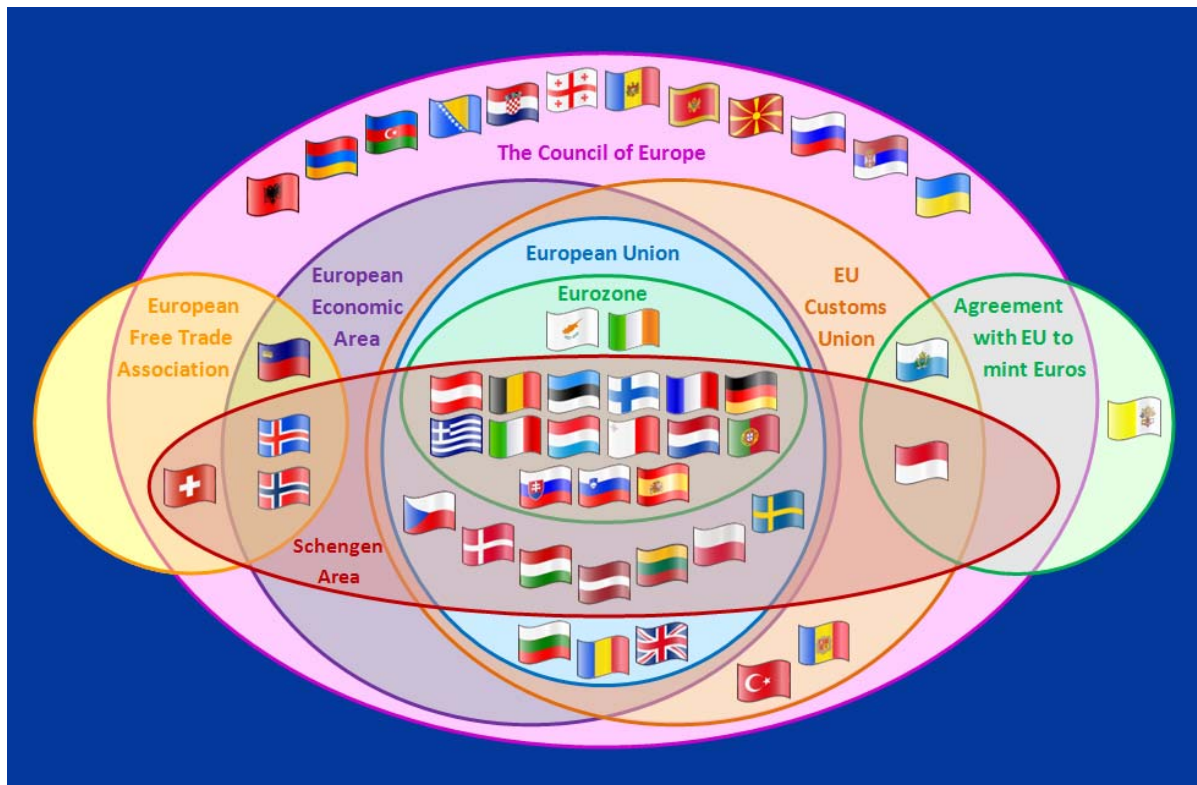 The Council of Europe
European Union
European
Economic
Area
EU
Customs
Union
Eurozone
European
Free Trade
Association
Agreement
with EU to
mint Euros
Schengen
Area